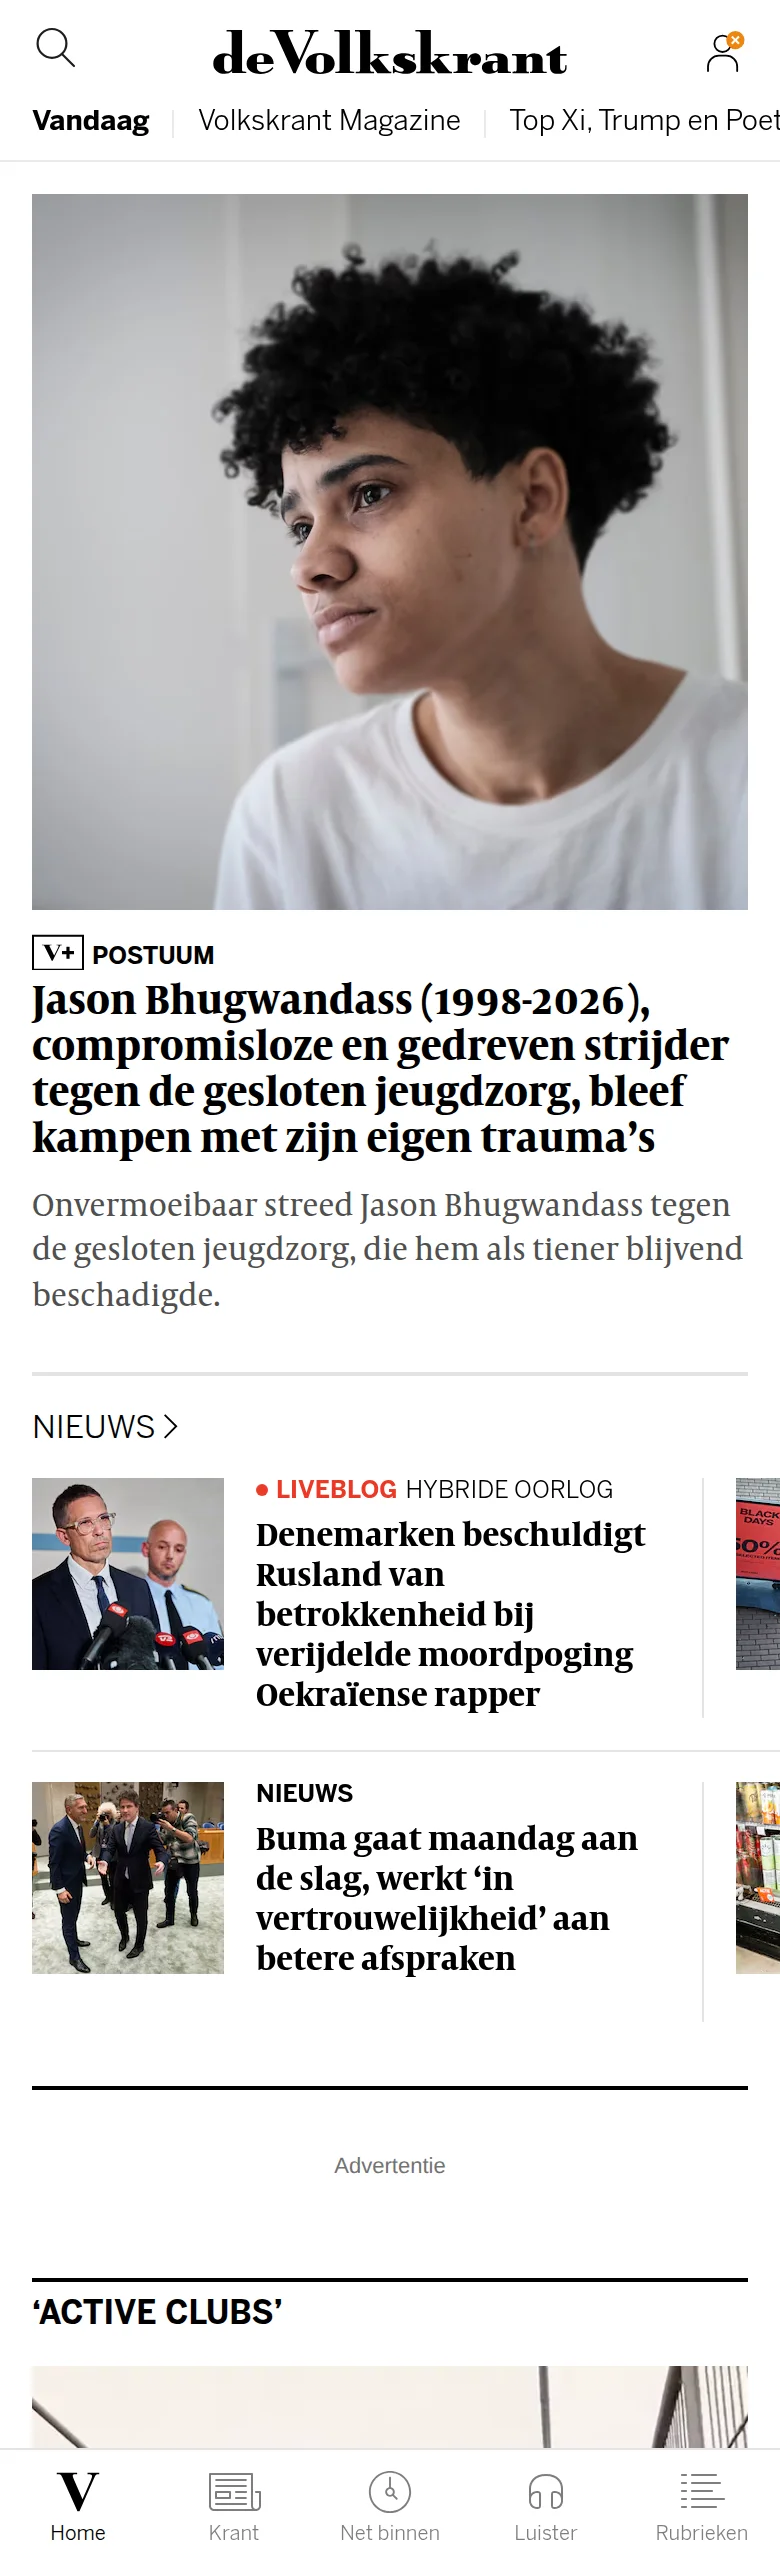 deVolkskrant
Vandaag
Volkskrant Magazine
Top Xi, Trump en Poet
V+ POSTUUM
Jason Bhugwandass (1998-2026),
compromisloze en gedreven strijder
tegen de gesloten jeugdzorg, bleef
kampen met zijn eigen trauma’s
Onvermoeibaar streed Jason Bhugwandass tegen
de gesloten jeugdzorg, die hem als tiener blijvend
beschadigde.
NIEUWS
LIVEBLOG HYBRIDE OORLOG
Denemarken beschuldigt
Rusland van
betrokkenheid bij
verijdelde moordpoging
Oekraïense rapper
BLACK
DAYS
50%
NIEUWS
Buma gaat maandag aan
de slag, werkt ‘in
vertrouwelijkheid’ aan
betere afspraken
Advertentie
‘ACTIVE CLUBS’
V
Home
Krant
Net binnen
Luister
Rubrieken